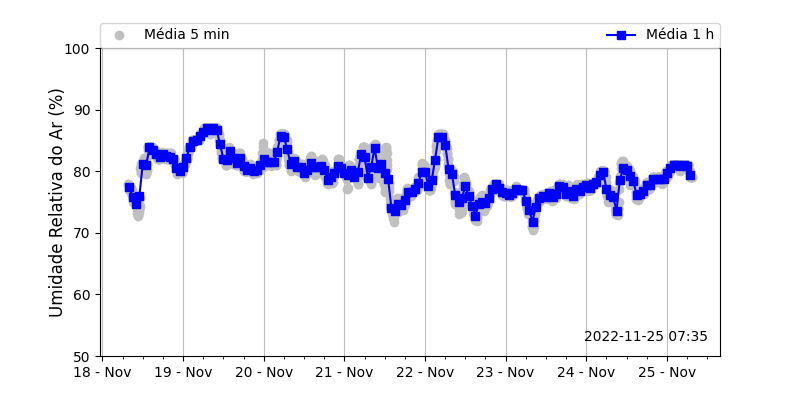 Média 5 min
Média 1 h
100
90
80
70
60
50
Umidade Relativa do Ar (%)
2022-11-25 07:35
18 - Nov
19 - Nov
20 - Nov
21 - Nov
22 - Nov
23 - Nov
24 - Nov
25 - Nov